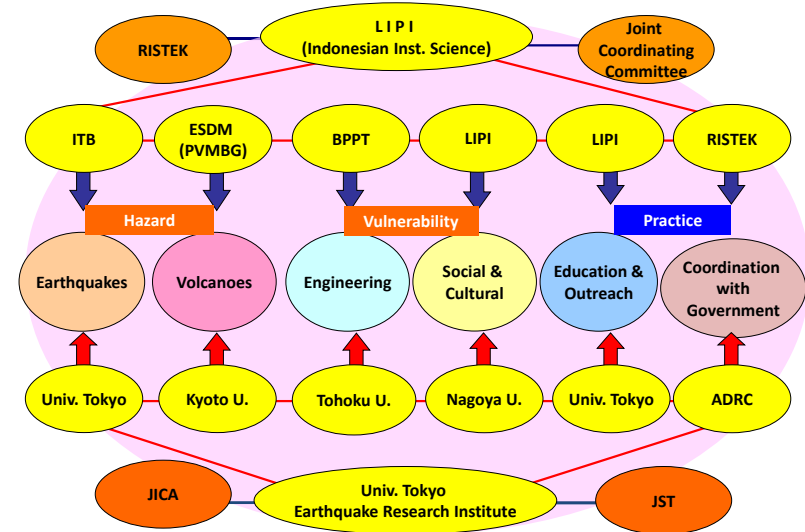 L I P I
(Indonesian Inst. Science)
RISTEK
Joint
Coordinating
Committee
ITB
ESDM
(PVMBG)
BPPT
LIPI
LIPI
RISTEK
Hazard
Vulnerability
Practice
Earthquakes
Volcanoes
Engineering
Social &
Cultural
Education &
Outreach
Coordination
with
Government
Univ. Tokyo
Kyoto U.
Tohoku U.
Nagoya U.
Univ. Tokyo
ADRC
JICA
Univ. Tokyo
Earthquake Research Institute
JST